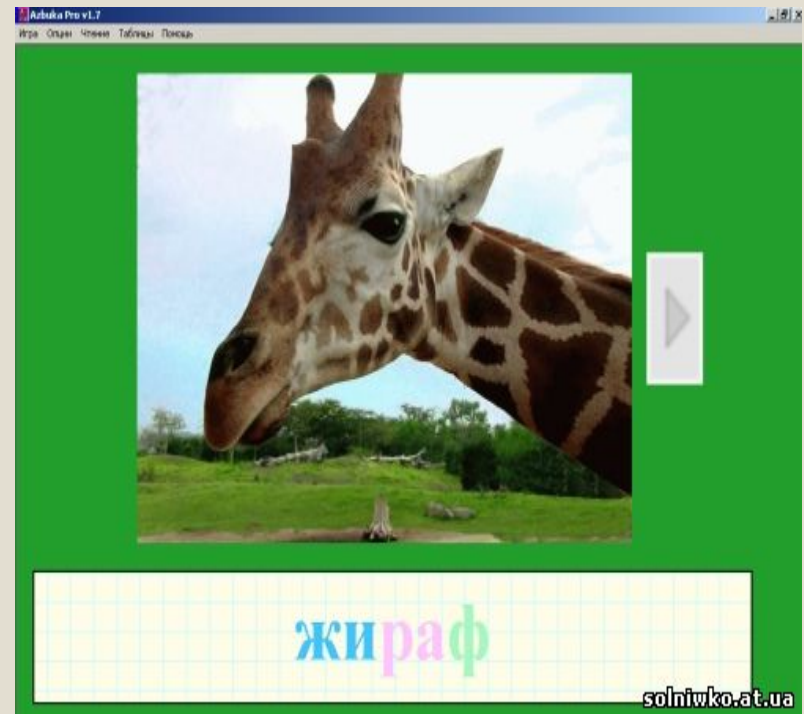 Azbuka Pro v1.7
Игра Опции Чтение Таблицы Помощь
жираф
solniwko.at.ua